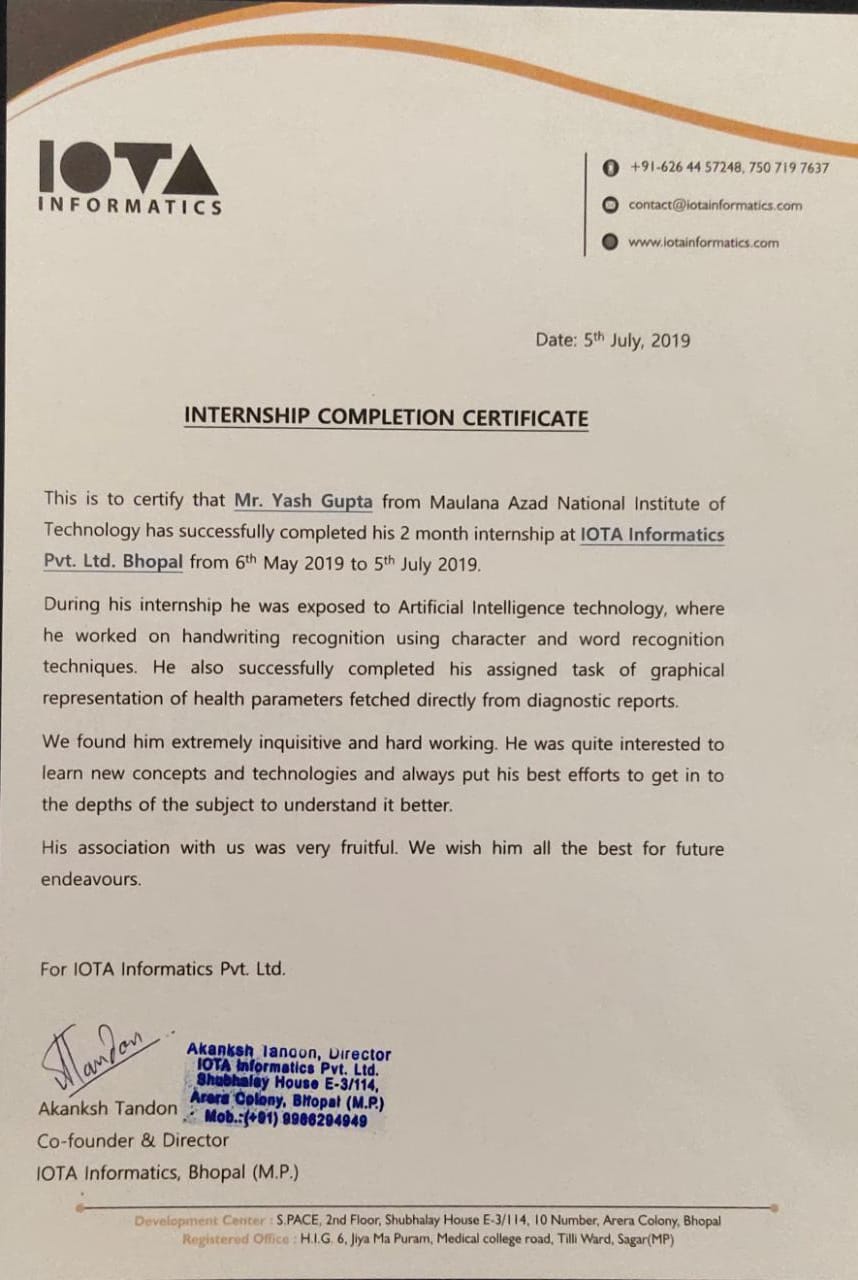 IOTA
INFORMATICS
+91-626 44 57248, 750 719 7637
contact@iotainformatics.com
www.iotainformatics.com
Date: 5th July, 2019
INTERNSHIP COMPLETION CERTIFICATE
This is to certify that Mr. Yash Gupta from Maulana Azad National Institute of
Technology has successfully completed his 2 month internship at IOTA Informatics
Pvt. Ltd. Bhopal from 6th May 2019 to 5th July 2019.
During his internship he was exposed to Artificial Intelligence technology, where
he worked on handwriting recognition using character and word recognition
techniques. He also successfully completed his assigned task of graphical
representation of health parameters fetched directly from diagnostic reports.
We found him extremely inquisitive and hard working. He was quite interested to
learn new concepts and technologies and always put his best efforts to get in to
the depths of the subject to understand it better.
His association with us was very fruitful. We wish him all the best for future
endeavours.
For IOTA Informatics Pvt. Ltd.
Tandon
Akanksh Tandon, Director
IOTA Informatics Pvt. Ltd.
Shubhalay House E-3/114,
Arera Colony, Bhopal (M.P.)
Mob.:(+91) 9986294949
Akanksh Tandon
Co-founder & Director
IOTA Informatics, Bhopal (M.P.)
Development Center : S.PACE, 2nd Floor, Shubhalay House E-3/114, 10 Number, Arera Colony, Bhopal
Registered Office : H.I.G. 6, Jiya Ma Puram, Medical college road, Tilli Ward, Sagar(MP)